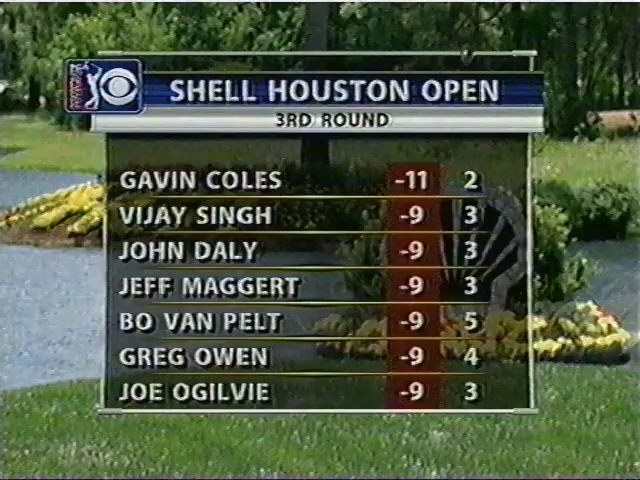 SHELL HOUSTON OPEN
3RD ROUND
GAVIN COLES -11 2
VIJAY SINGH -9 3
JOHN DALY -9 3
JEFF MAGGERT -9 3
BO VAN PELT -9 5
GREG OWEN -9 4
JOE OGILVIE -9 3